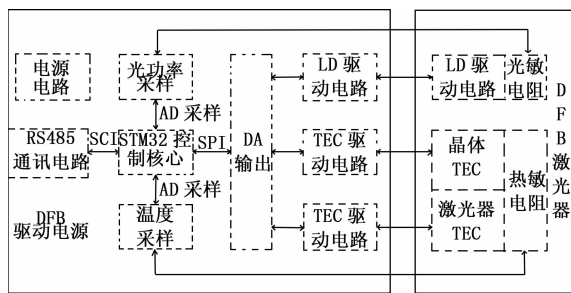 电源
电路
光功率
采样
LD 驱
动电路
LD 驱
动电路
光敏
电阻
AD 采样
RS485
通讯电路
SCI
STM32 控
制核心
SPI
DA
输出
TEC 驱
动电路
晶体
TEC
热敏
电阻
DFB激光器
AD 采样
DFB
驱动电源
温度
采样
TEC 驱
动电路
激光器
TEC